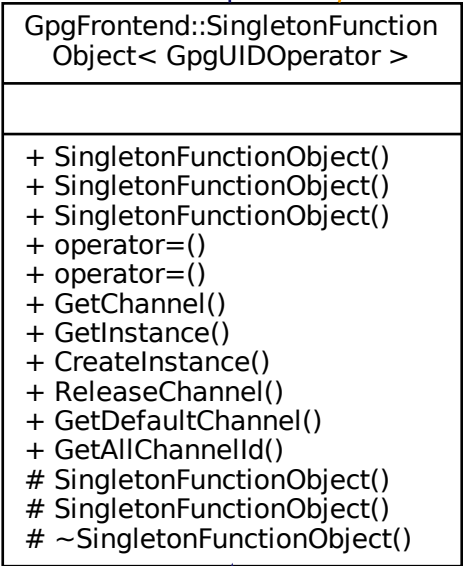 GpgFrontend::SingletonFunction
Object< GpgUIDOperator >
+ SingletonFunctionObject()
+ SingletonFunctionObject()
+ SingletonFunctionObject()
+ operator=()
+ operator=()
+ GetChannel()
+ GetInstance()
+ CreateInstance()
+ ReleaseChannel()
+ GetDefaultChannel()
+ GetAllChannelId()
# SingletonFunctionObject()
# SingletonFunctionObject()
# ~SingletonFunctionObject()